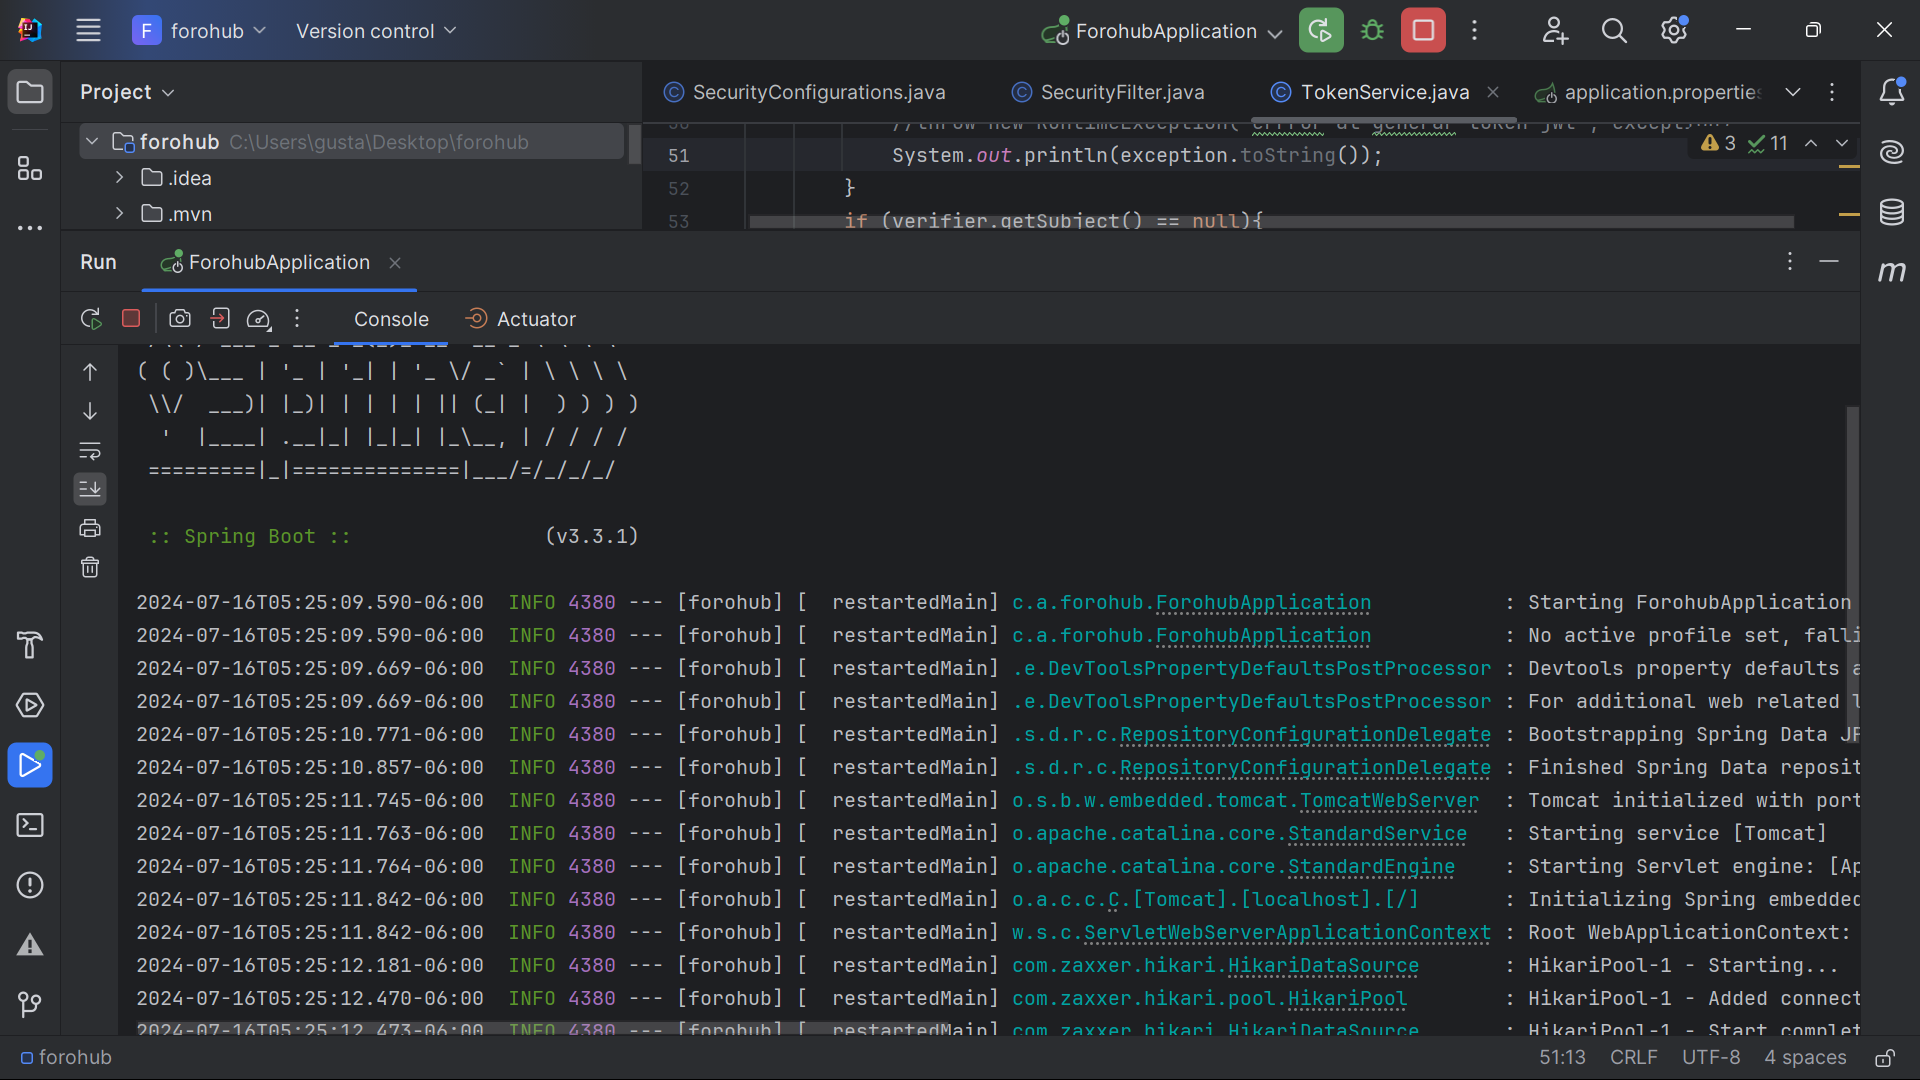 F forohub Version control ForohubApplication
Project
SecurityConfigurations.java SecurityFilter.java TokenService.java application.properties
forohub C:\Users\gusta\Desktop\forohub
.idea
.mvn
51 System.out.println(exception.toString());
52 }
53 if (verifier.getSubject() == null){
3 11
Run ForohubApplication
Console Actuator
( ( )\___ | '_ | '_| | '_ \/ _` | \ \ \ \
\\/  ___)| |_)| | | | | || (_| |  ) ) ) )
'  |____| .__|_| |_|_| |_\__, | / / / /
=========|_|==============|___/=/_/_/_/
:: Spring Boot :: (v3.3.1)
2024-07-16T05:25:09.590-06:00 INFO 4380 --- [forohub] [ restartedMain] c.a.forohub.ForohubApplication : Starting ForohubApplication
2024-07-16T05:25:09.590-06:00 INFO 4380 --- [forohub] [ restartedMain] c.a.forohub.ForohubApplication : No active profile set, falli
2024-07-16T05:25:09.669-06:00 INFO 4380 --- [forohub] [ restartedMain] .e.DevToolsPropertyDefaultsPostProcessor : Devtools property defaults a
2024-07-16T05:25:09.669-06:00 INFO 4380 --- [forohub] [ restartedMain] .e.DevToolsPropertyDefaultsPostProcessor : For additional web related l
2024-07-16T05:25:10.771-06:00 INFO 4380 --- [forohub] [ restartedMain] .s.d.r.c.RepositoryConfigurationDelegate : Bootstrapping Spring Data JP
2024-07-16T05:25:10.857-06:00 INFO 4380 --- [forohub] [ restartedMain] .s.d.r.c.RepositoryConfigurationDelegate : Finished Spring Data reposit
2024-07-16T05:25:11.745-06:00 INFO 4380 --- [forohub] [ restartedMain] o.s.b.w.embedded.tomcat.TomcatWebServer : Tomcat initialized with port
2024-07-16T05:25:11.763-06:00 INFO 4380 --- [forohub] [ restartedMain] o.apache.catalina.core.StandardService : Starting service [Tomcat]
2024-07-16T05:25:11.764-06:00 INFO 4380 --- [forohub] [ restartedMain] o.apache.catalina.core.StandardEngine : Starting Servlet engine: [Ap
2024-07-16T05:25:11.842-06:00 INFO 4380 --- [forohub] [ restartedMain] o.a.c.c.C.[Tomcat].[localhost].[/] : Initializing Spring embedded
2024-07-16T05:25:11.842-06:00 INFO 4380 --- [forohub] [ restartedMain] w.s.c.ServletWebServerApplicationContext : Root WebApplicationContext:
2024-07-16T05:25:12.181-06:00 INFO 4380 --- [forohub] [ restartedMain] com.zaxxer.hikari.HikariDataSource : HikariPool-1 - Starting...
2024-07-16T05:25:12.470-06:00 INFO 4380 --- [forohub] [ restartedMain] com.zaxxer.hikari.pool.HikariPool : HikariPool-1 - Added connect
2024-07-16T05:25:12.473-06:00 INFO 4380 --- [forohub] [ restartedMain] com.zaxxer.hikari.HikariDataSource : HikariPool-1 - Start complet
forohub 51:13 CRLF UTF-8 4 spaces